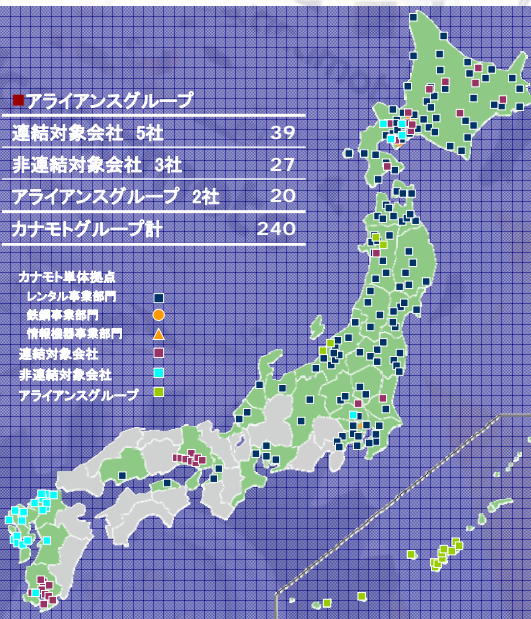 ■アライアンスグループ
連結対象会社 5社 39
非連結対象会社 3社 27
アライアンスグループ 2社 20
カナモトグループ計 240
カナモト単体拠点
レンタル事業部門
鉄鋼事業部門
情報機器事業部門
連結対象会社
非連結対象会社
アライアンスグループ